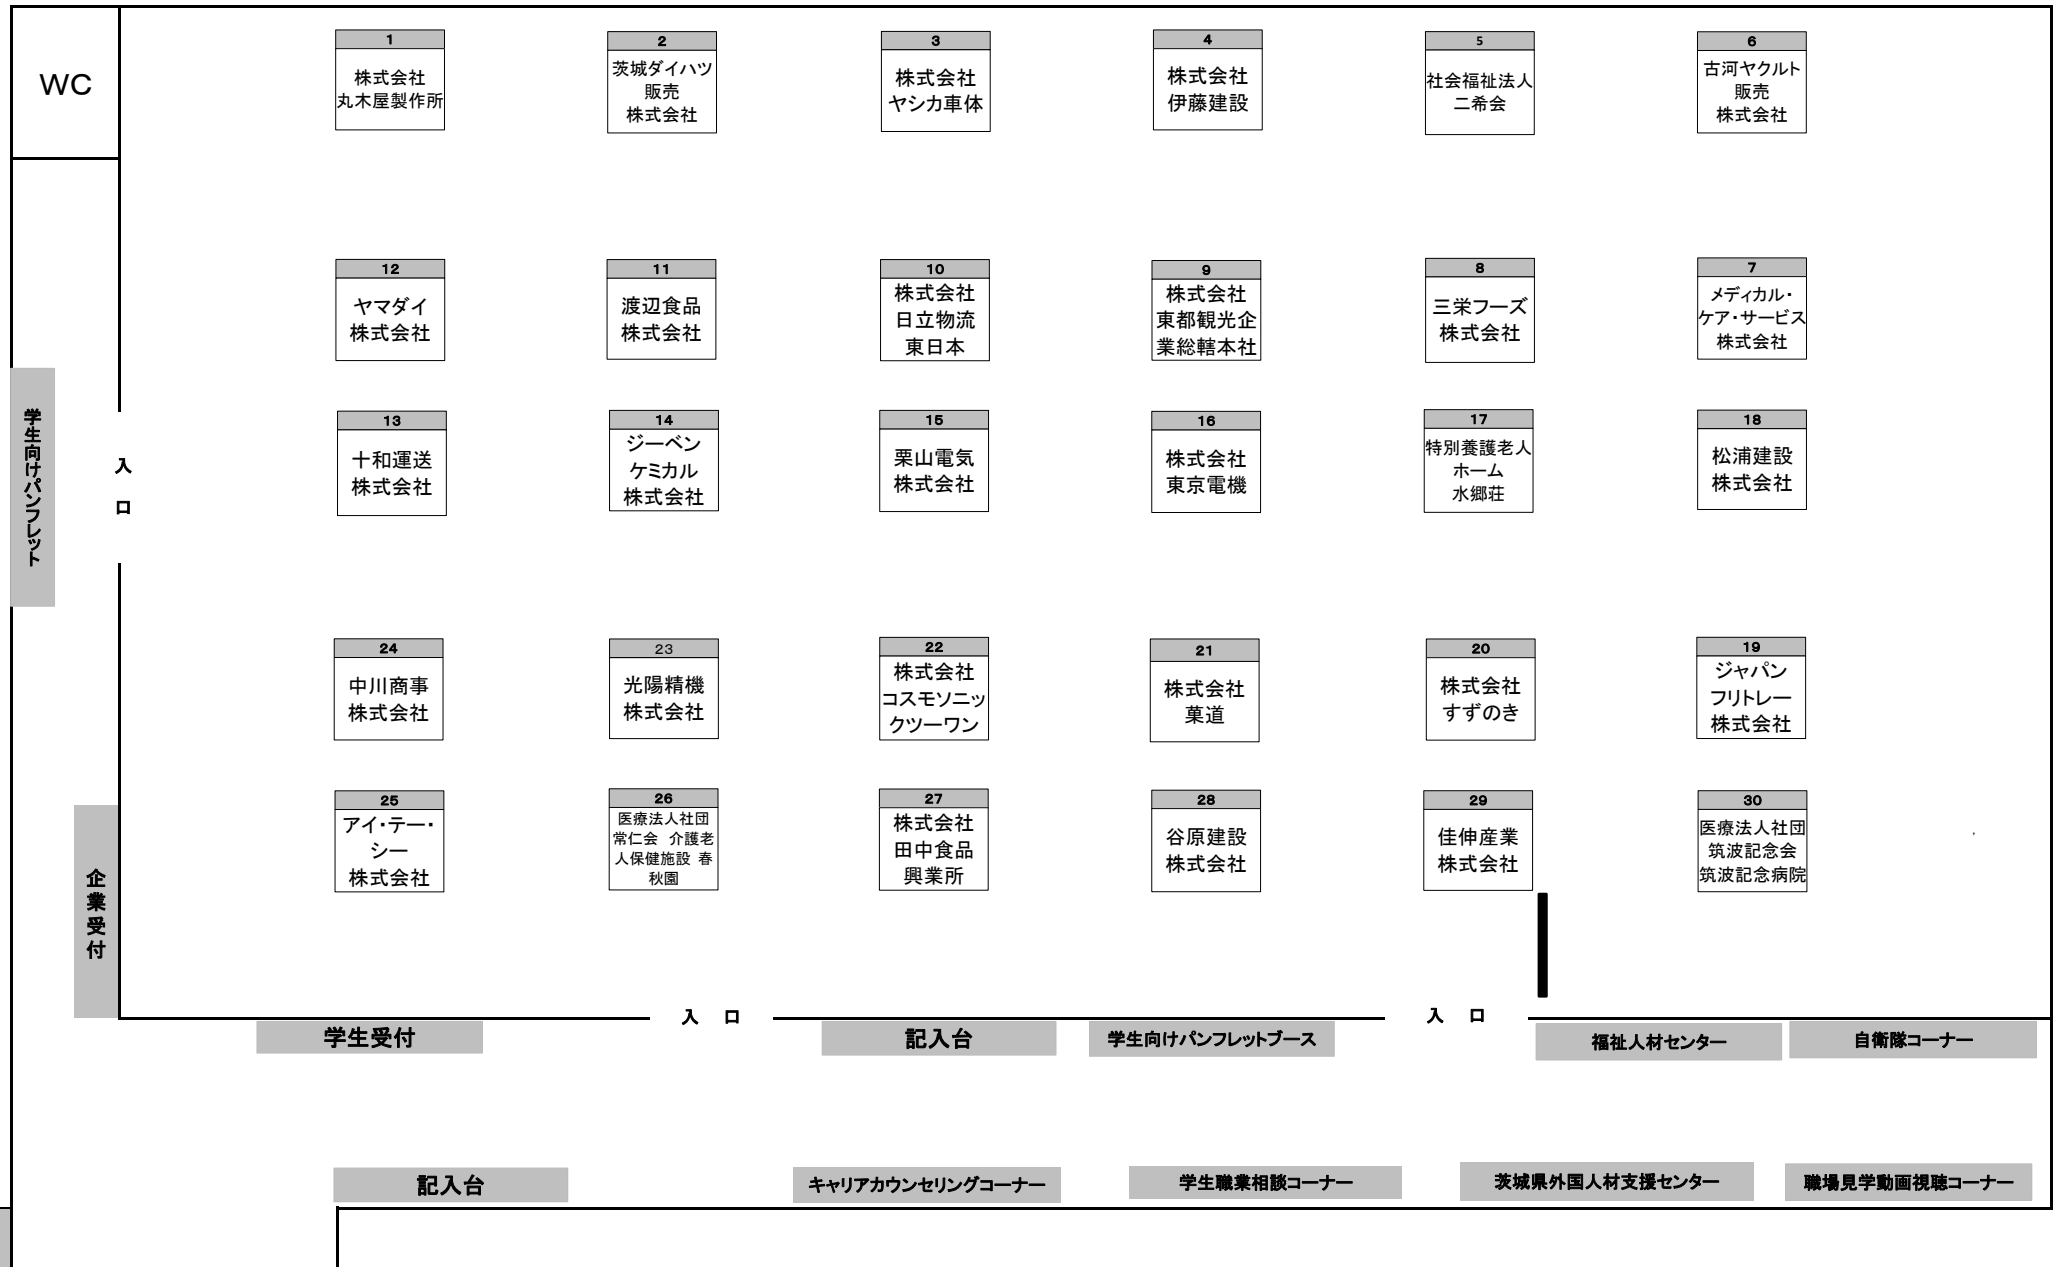 WC
1
株式会社
丸木屋製作所
2
茨城ダイハツ
販売
株式会社
3
株式会社
ヤシカ車体
4
株式会社
伊藤建設
5
社会福祉法人
二希会
6
古河ヤクルト
販売
株式会社
12
ヤマダイ
株式会社
11
渡辺食品
株式会社
10
株式会社
日立物流
東日本
9
株式会社
東都観光企
業総轄本社
8
三栄フーズ
株式会社
7
メディカル・
ケア・サービス
株式会社
学生向けパンフレット
入口
13
十和運送
株式会社
14
ジーベン
ケミカル
株式会社
15
栗山電気
株式会社
16
株式会社
東京電機
17
特別養護老人
ホーム
水郷荘
18
松浦建設
株式会社
24
中川商事
株式会社
23
光陽精機
株式会社
22
株式会社
コスモソニッ
クツーワン
21
株式会社
菓道
20
株式会社
すずのき
19
ジャパン
フリトレー
株式会社
企業受付
25
アイ・テー・
シー
株式会社
26
医療法人社団
常仁会 介護老
人保健施設 春
秋園
27
株式会社
田中食品
興業所
28
谷原建設
株式会社
29
佳伸産業
株式会社
30
医療法人社団
筑波記念会
筑波記念病院
入 口
入 口
学生受付
記入台
学生向けパンフレットブース
福祉人材センター
自衛隊コーナー
記入台
キャリアカウンセリングコーナー
学生職業相談コーナー
茨城県外国人材支援センター
職場見学動画視聴コーナー